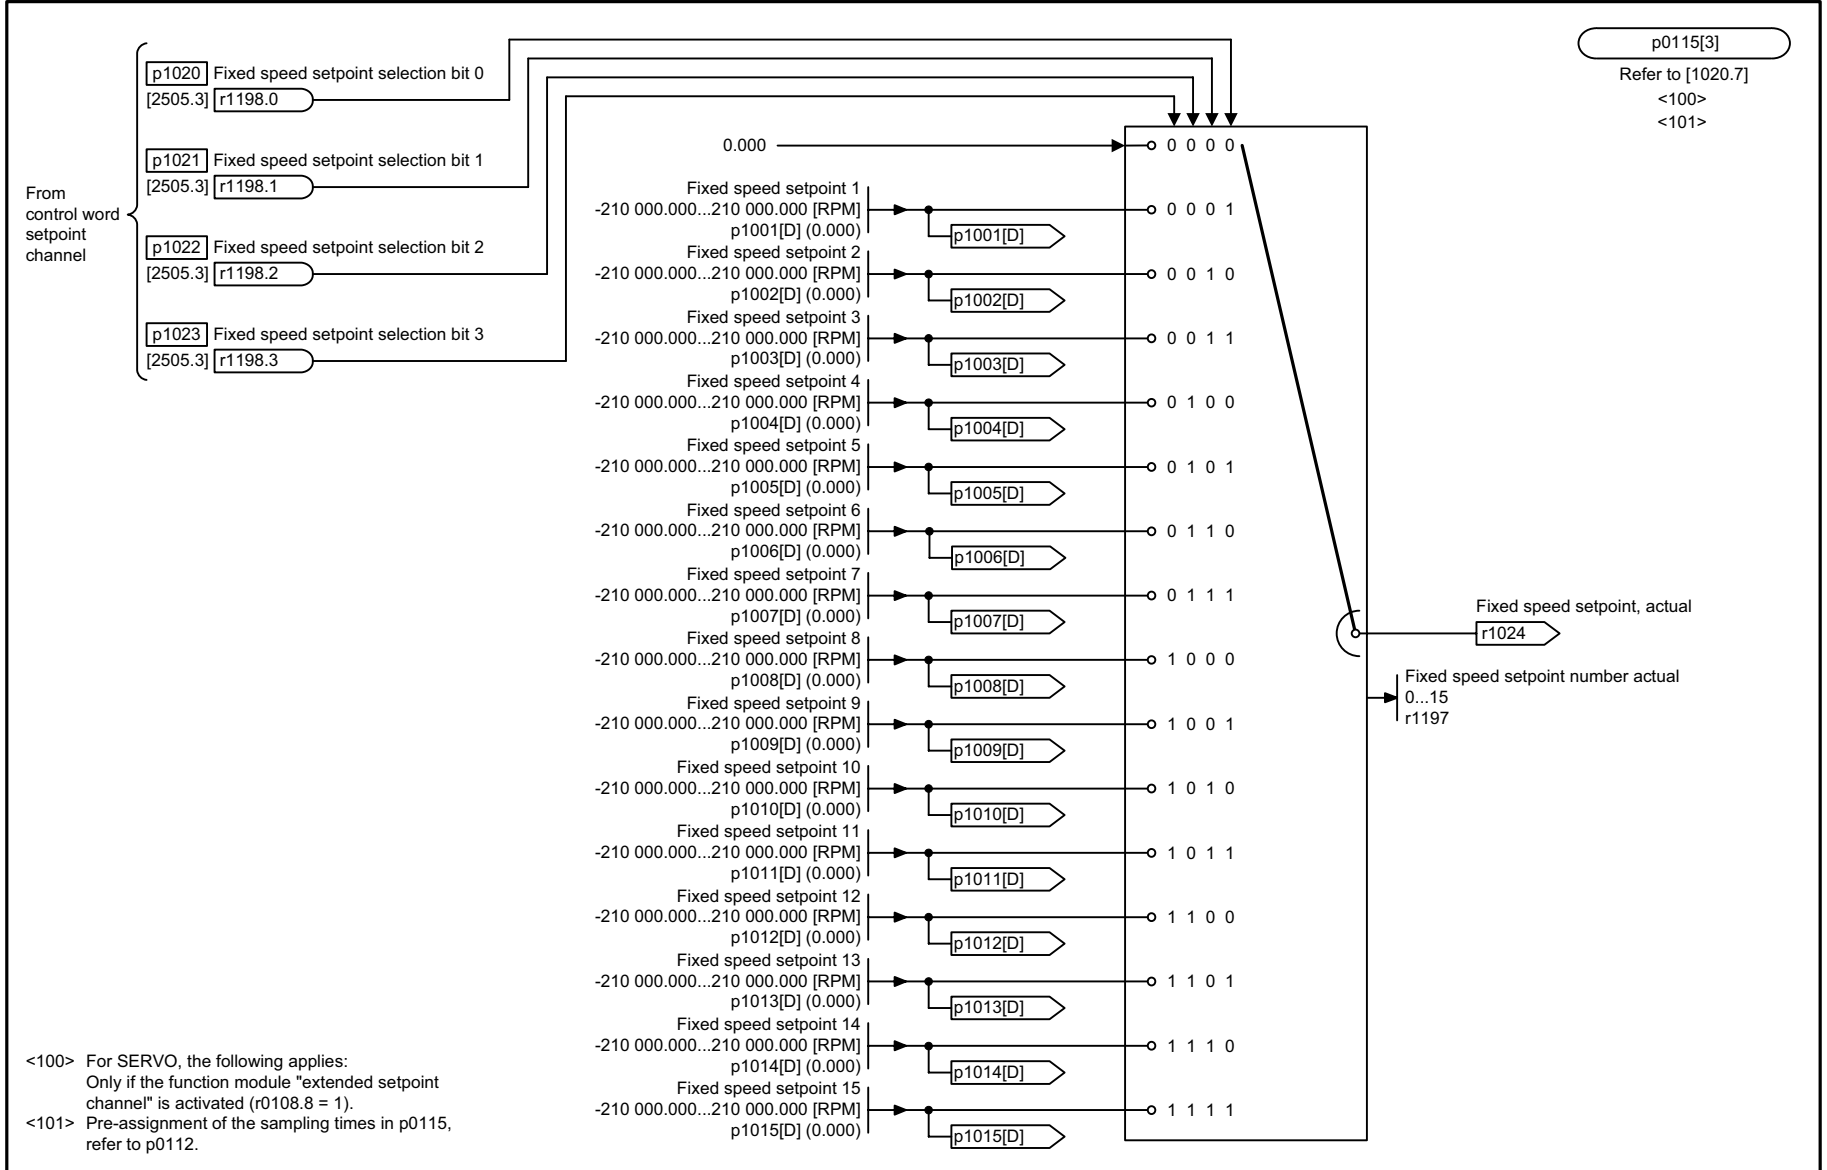 p0115[3]
Refer to [1020.7]
<100>
<101>
From
control word
setpoint
channel
p1020 Fixed speed setpoint selection bit 0
[2505.3] r1198.0
p1021 Fixed speed setpoint selection bit 1
[2505.3] r1198.1
p1022 Fixed speed setpoint selection bit 2
[2505.3] r1198.2
p1023 Fixed speed setpoint selection bit 3
[2505.3] r1198.3
0.000 0 0 0 0
Fixed speed setpoint 1
-210 000.000...210 000.000 [RPM] 0 0 0 1
p1001[D] (0.000) p1001[D]
Fixed speed setpoint 2
-210 000.000...210 000.000 [RPM] 0 0 1 0
p1002[D] (0.000) p1002[D]
Fixed speed setpoint 3
-210 000.000...210 000.000 [RPM] 0 0 1 1
p1003[D] (0.000) p1003[D]
Fixed speed setpoint 4
-210 000.000...210 000.000 [RPM] 0 1 0 0
p1004[D] (0.000) p1004[D]
Fixed speed setpoint 5
-210 000.000...210 000.000 [RPM] 0 1 0 1
p1005[D] (0.000) p1005[D]
Fixed speed setpoint 6
-210 000.000...210 000.000 [RPM] 0 1 1 0
p1006[D] (0.000) p1006[D]
Fixed speed setpoint 7
-210 000.000...210 000.000 [RPM] 0 1 1 1
p1007[D] (0.000) p1007[D]
Fixed speed setpoint 8
-210 000.000...210 000.000 [RPM] 1 0 0 0
p1008[D] (0.000) p1008[D]
Fixed speed setpoint 9
-210 000.000...210 000.000 [RPM] 1 0 0 1
p1009[D] (0.000) p1009[D]
Fixed speed setpoint 10
-210 000.000...210 000.000 [RPM] 1 0 1 0
p1010[D] (0.000) p1010[D]
Fixed speed setpoint 11
-210 000.000...210 000.000 [RPM] 1 0 1 1
p1011[D] (0.000) p1011[D]
Fixed speed setpoint 12
-210 000.000...210 000.000 [RPM] 1 1 0 0
p1012[D] (0.000) p1012[D]
Fixed speed setpoint 13
-210 000.000...210 000.000 [RPM] 1 1 0 1
p1013[D] (0.000) p1013[D]
Fixed speed setpoint 14
-210 000.000...210 000.000 [RPM] 1 1 1 0
p1014[D] (0.000) p1014[D]
Fixed speed setpoint 15
-210 000.000...210 000.000 [RPM] 1 1 1 1
p1015[D] (0.000) p1015[D]
Fixed speed setpoint, actual
r1024
Fixed speed setpoint number actual
0...15
r1197
<100> For SERVO, the following applies:
Only if the function module "extended setpoint
channel" is activated (r0108.8 = 1).
<101> Pre-assignment of the sampling times in p0115,
refer to p0112.